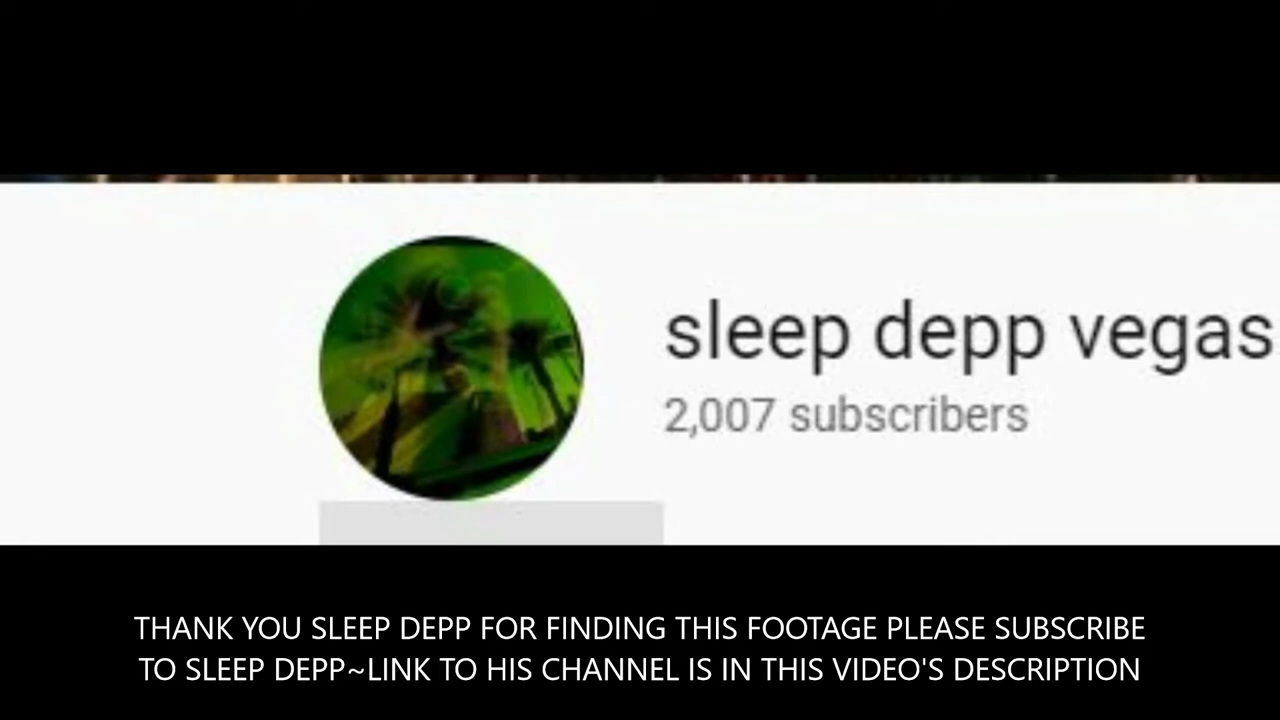 sleep depp vegas
2,007 subscribers
THANK YOU SLEEP DEPP FOR FINDING THIS FOOTAGE PLEASE SUBSCRIBE
TO SLEEP DEPP~LINK TO HIS CHANNEL IS IN THIS VIDEO'S DESCRIPTION